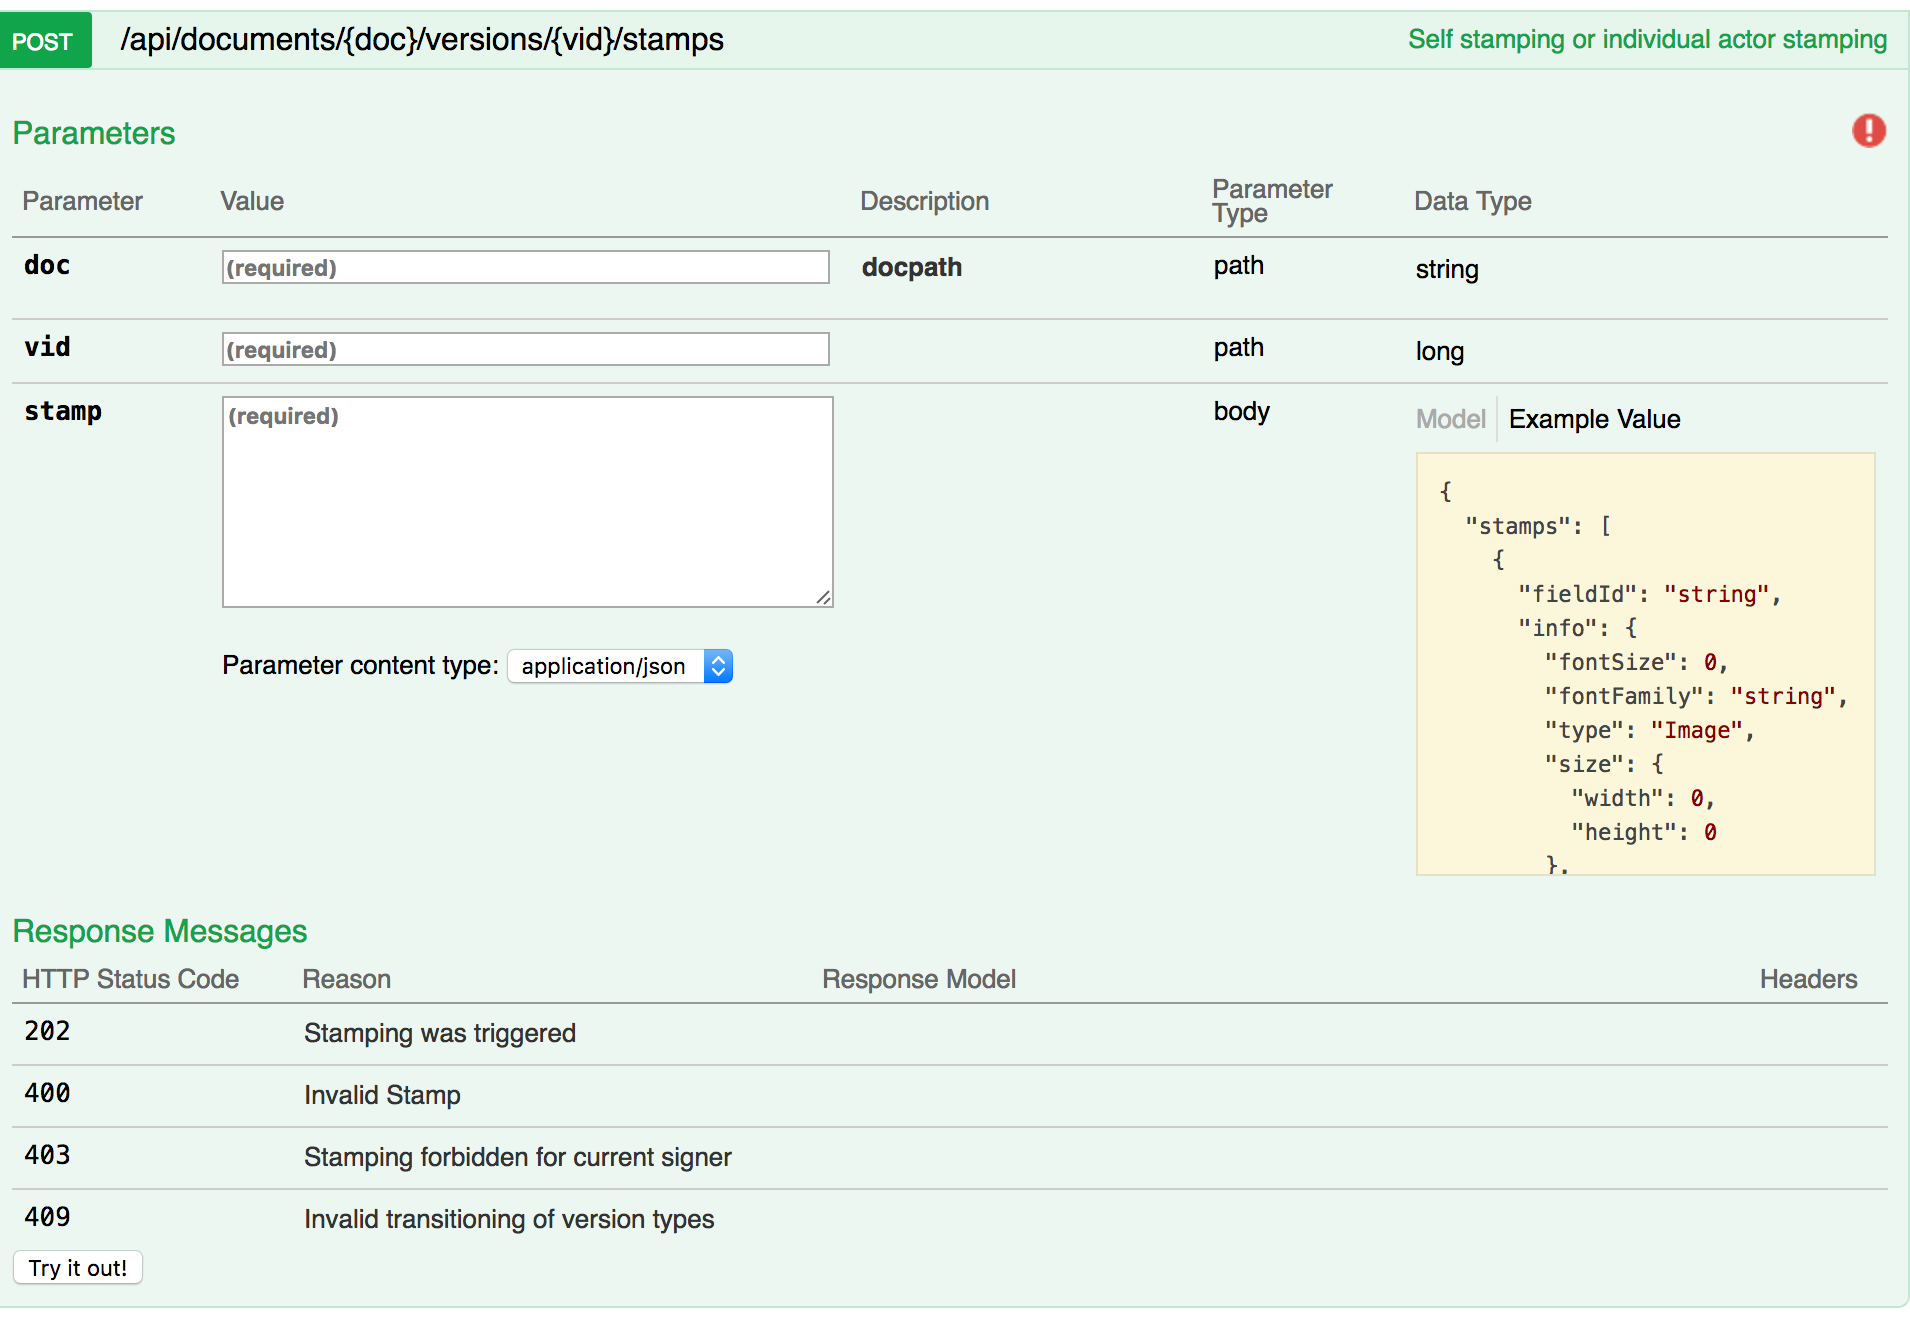 POST /api/documents/{doc}/versions/{vid}/stamps Self stamping or individual actor stamping
Parameters
Parameter Value Description Parameter Type Data Type
doc (required) docpath path string
vid (required) path long
stamp (required) body Model Example Value
{
"stamps": [
{
"fieldId": "string",
"info": {
"fontSize": 0,
"fontFamily": "string",
"type": "Image",
"size": {
"width": 0,
"height": 0
},
Parameter content type: application/json
Response Messages
HTTP Status Code Reason Response Model Headers
202 Stamping was triggered
400 Invalid Stamp
403 Stamping forbidden for current signer
409 Invalid transitioning of version types
Try it out!